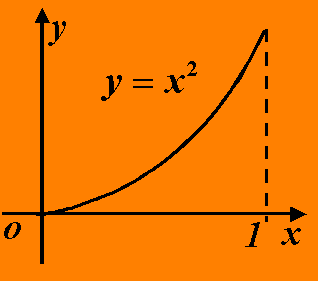 y
y = x²
o 1 x